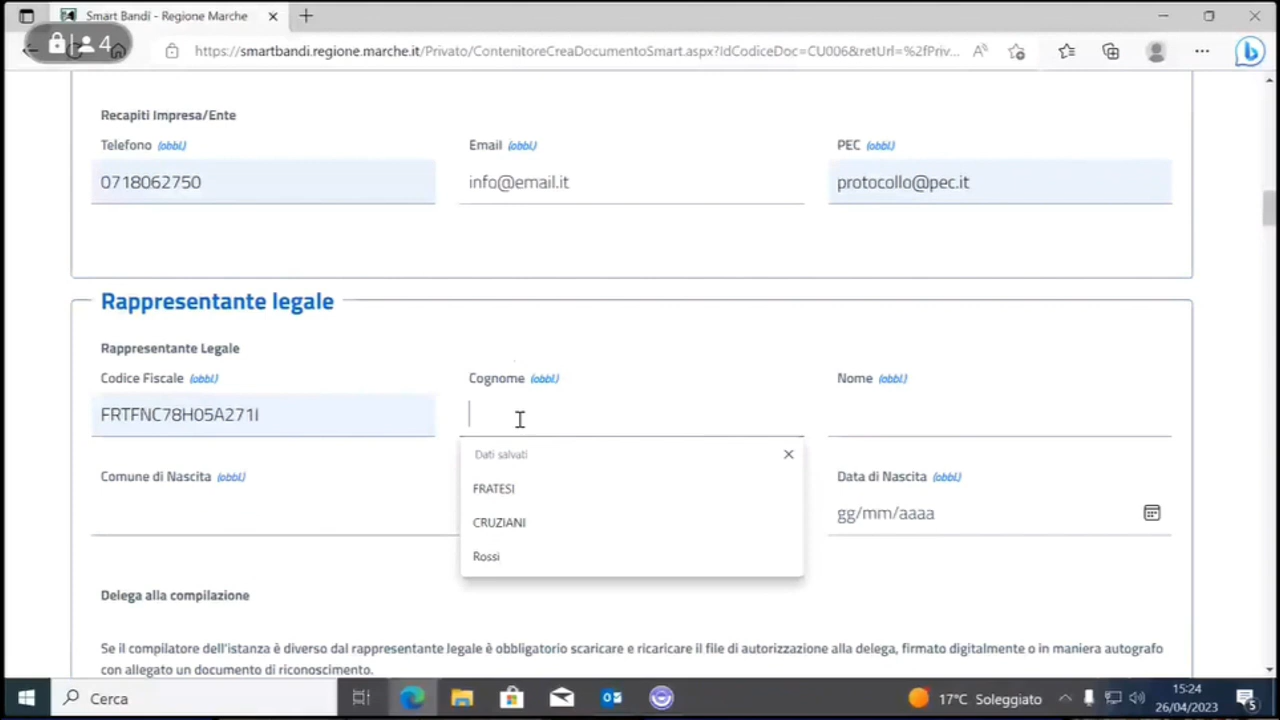 Smart Bandi - Regione Marche
4
https://smartbandi.regione.marche.it/Privato/ContenitoreCreaDocumentoSmart.aspx?IdCodiceDoc=CU006&retUrl=%2fPriv...
Recapiti Impresa/Ente
Telefono (obbl.) Email (obbl.) PEC (obbl.)
0718062750 info@email.it protocollo@pec.it
Rappresentante legale
Rappresentante Legale
Codice Fiscale (obbl.) Cognome (obbl.) Nome (obbl.)
FRTFNC78H05A271I
Dati salvati
FRATESI
CRUZIANI
Rossi
Comune di Nascita (obbl.) Data di Nascita (obbl.)
gg/mm/aaaa
Delega alla compilazione
Se il compilatore dell'istanza è diverso dal rappresentante legale è obbligatorio scaricare e ricaricare il file di autorizzazione alla delega, firmato digitalmente o in maniera autografo
con allegato un documento di riconoscimento.
Cerca 17°C Soleggiato 15:24
26/04/2023 5